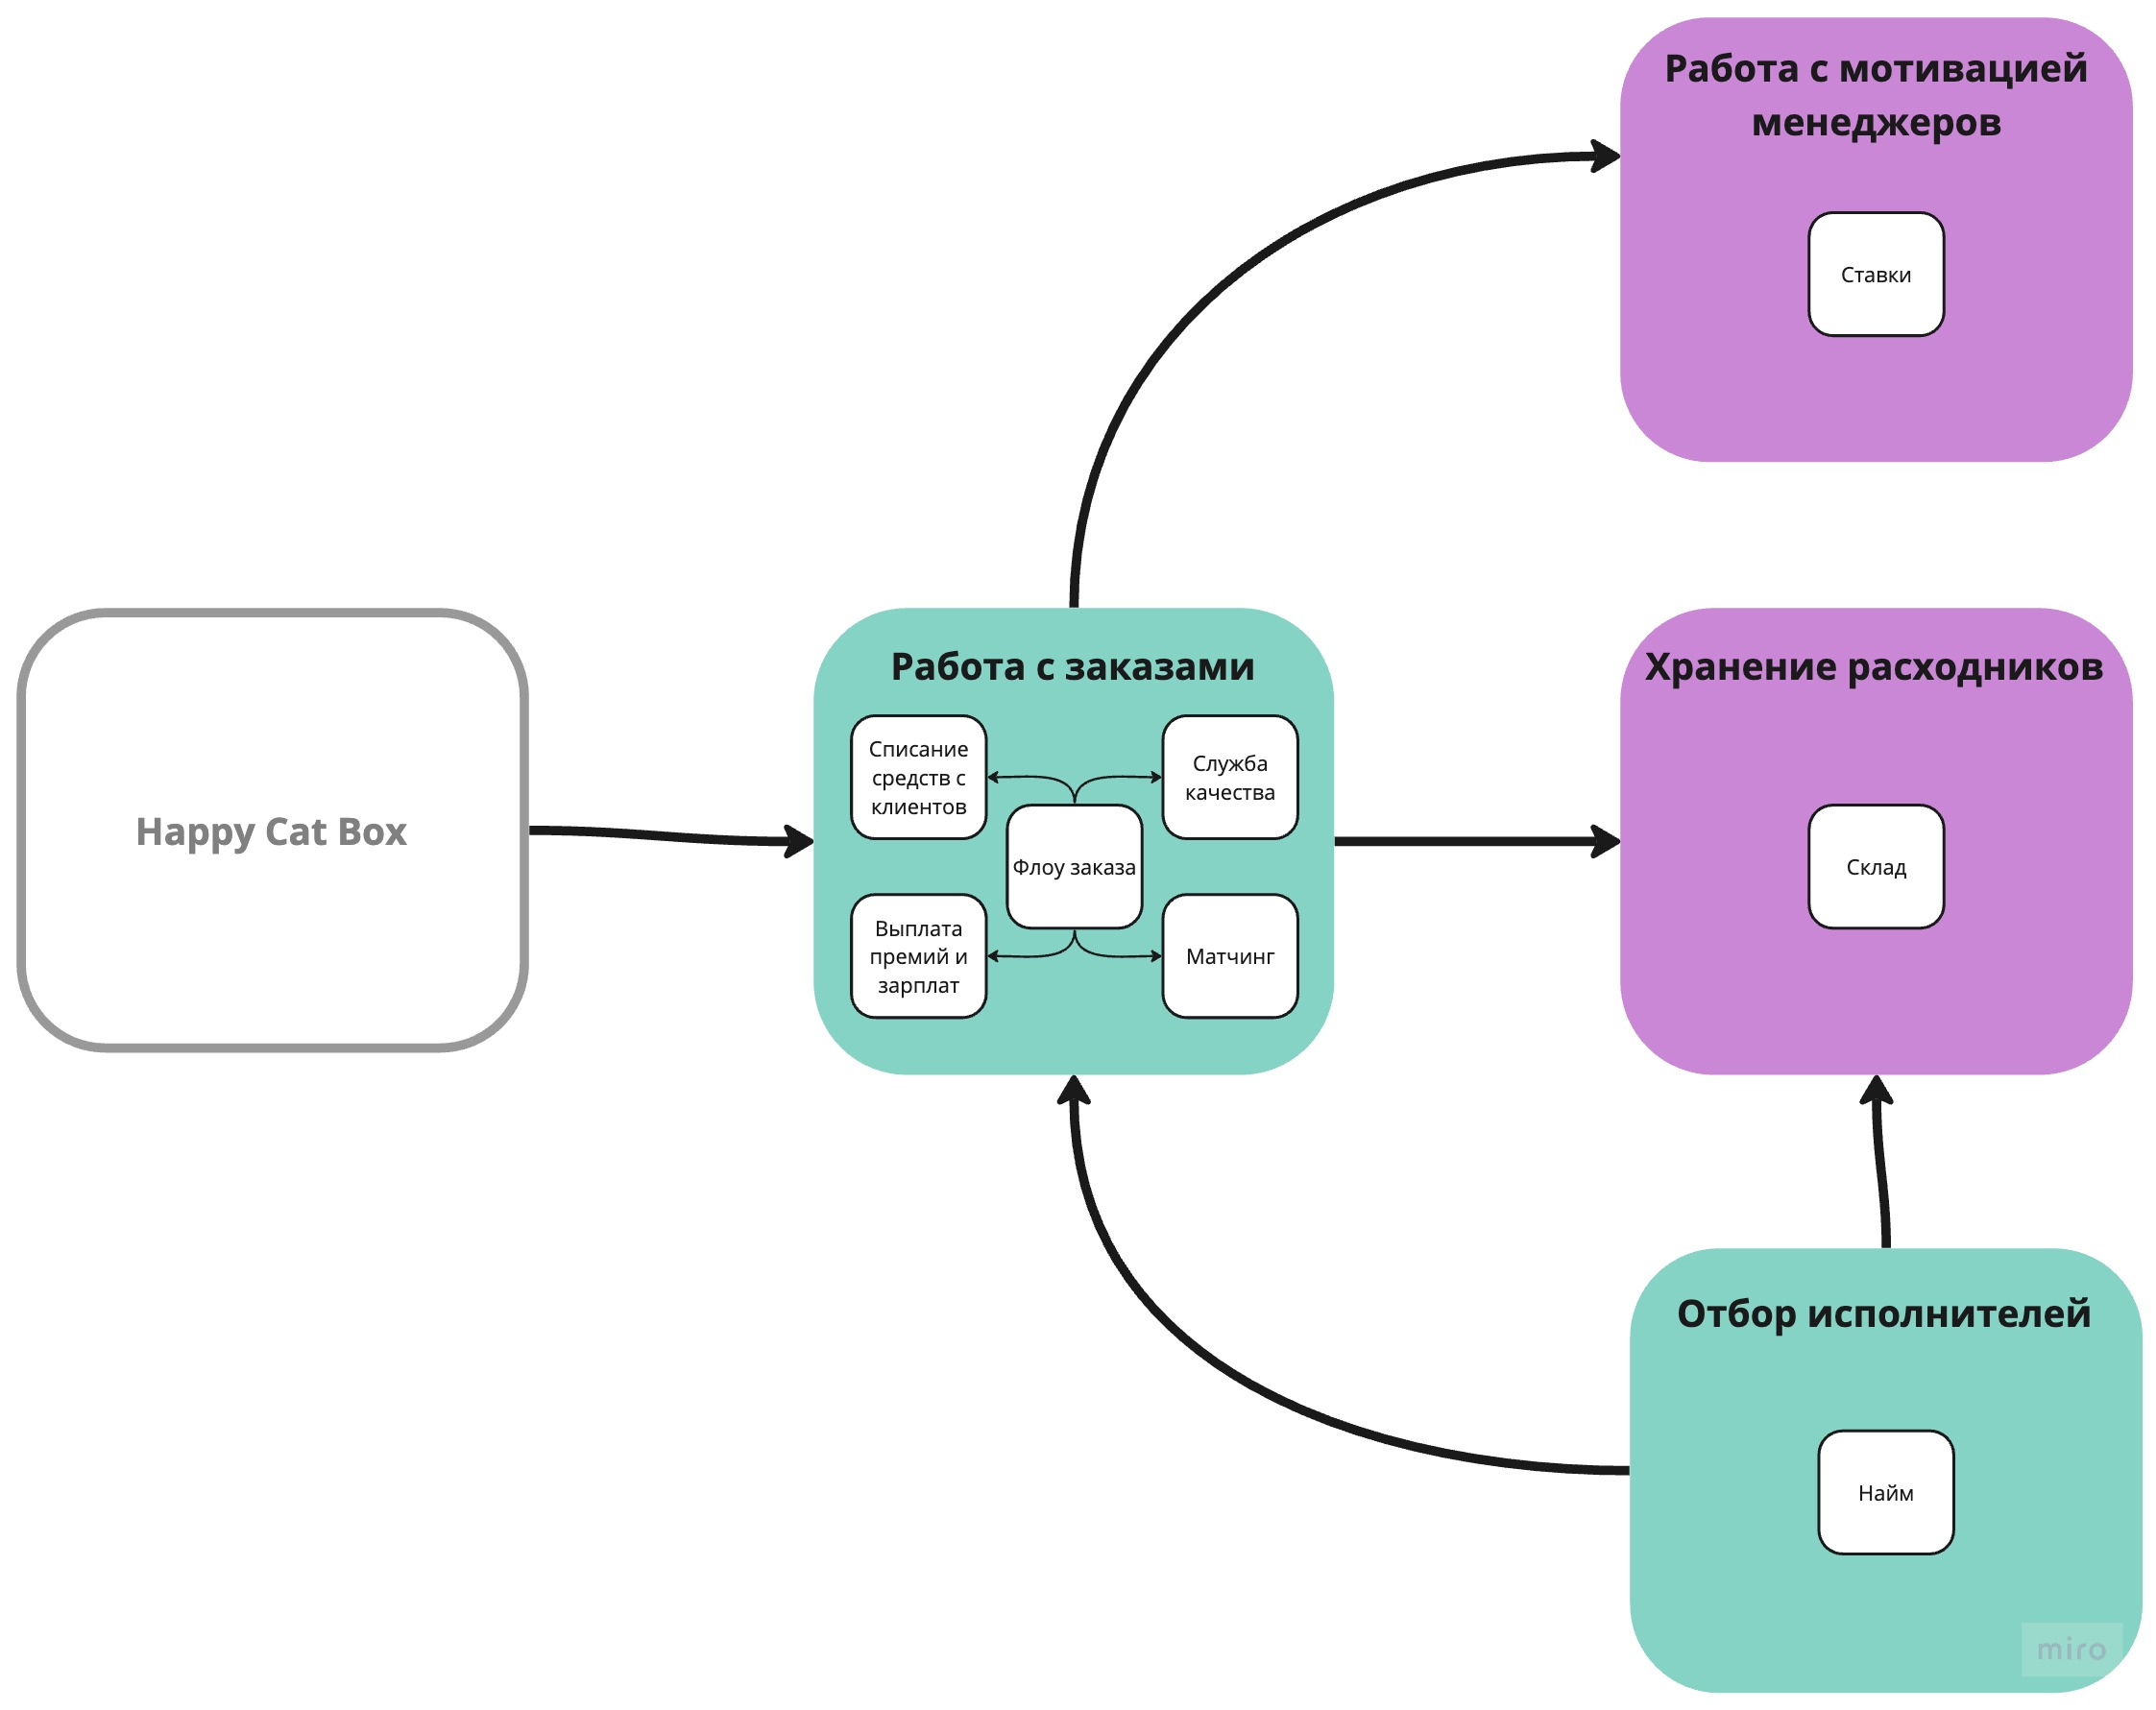 Работа с мотивацией
менеджеров
Ставки
Happy Cat Box
Работа с заказами
Списание
средств с
клиентов
Служба
качества
Флоу заказа
Выплата
премий и
зарплат
Матчинг
Хранение расходников
Склад
Отбор исполнителей
Найм
miro